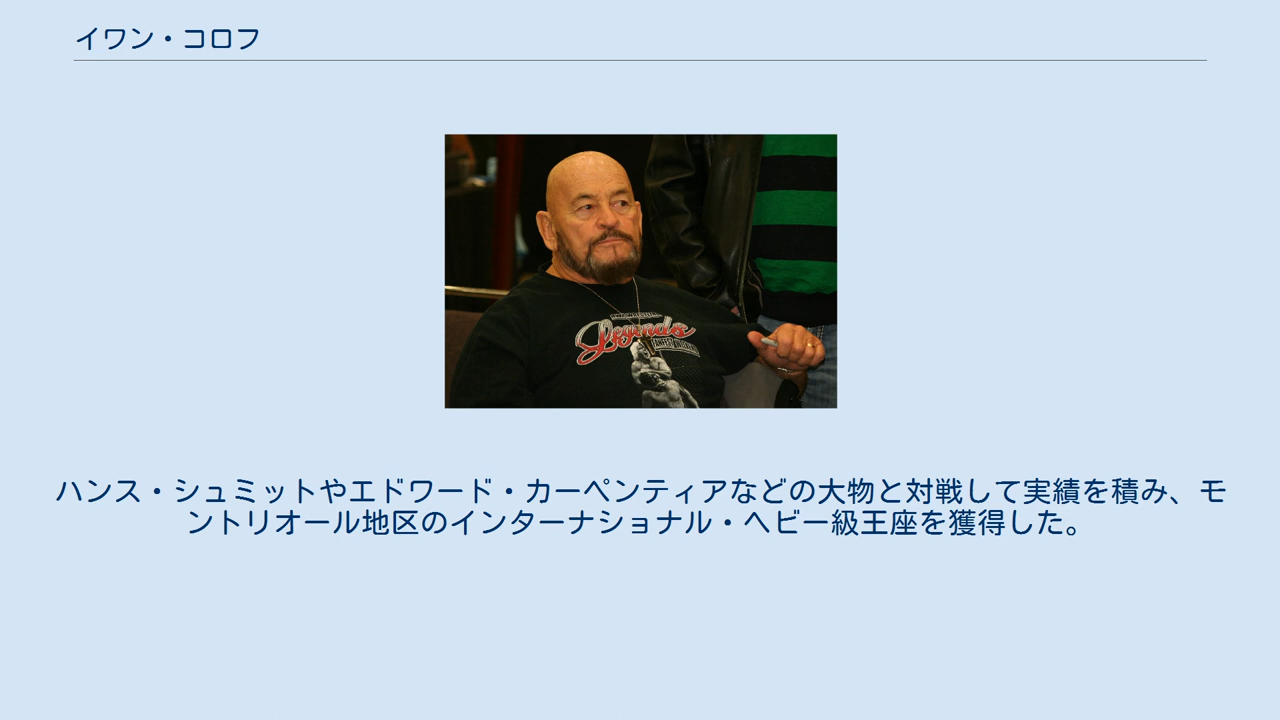 イワン・コロフ
Legends
ハンス・シュミットやエドワード・カーペンティアなどの大物と対戦して実績を積み、モ
ントリオール地区のインターナショナル・ヘビー級王座を獲得した。